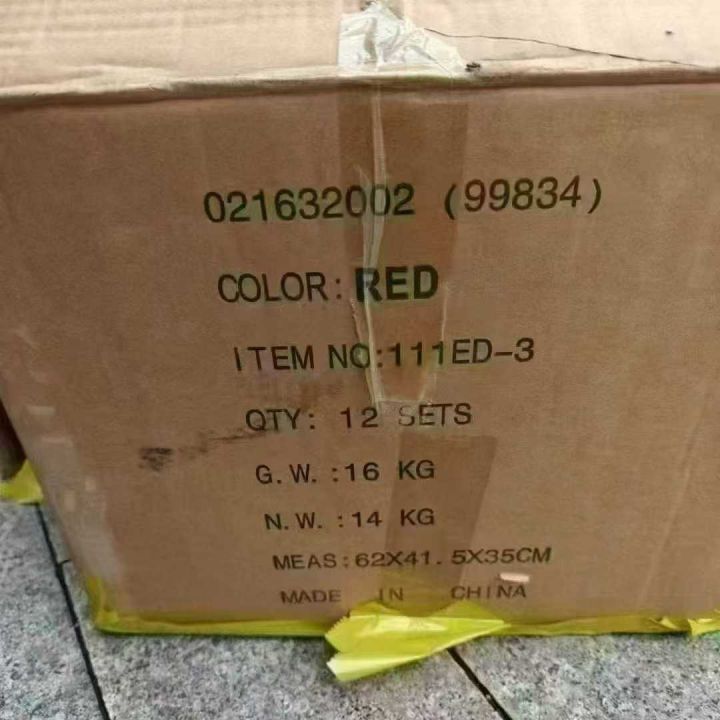 021632002 (99834)
COLOR: RED
ITEM NO:111ED-3
QTY: 12 SETS
G.W.:16 KG
N.W.:14 KG
MEAS:62X41.5X35CM
MADE IN CHINA